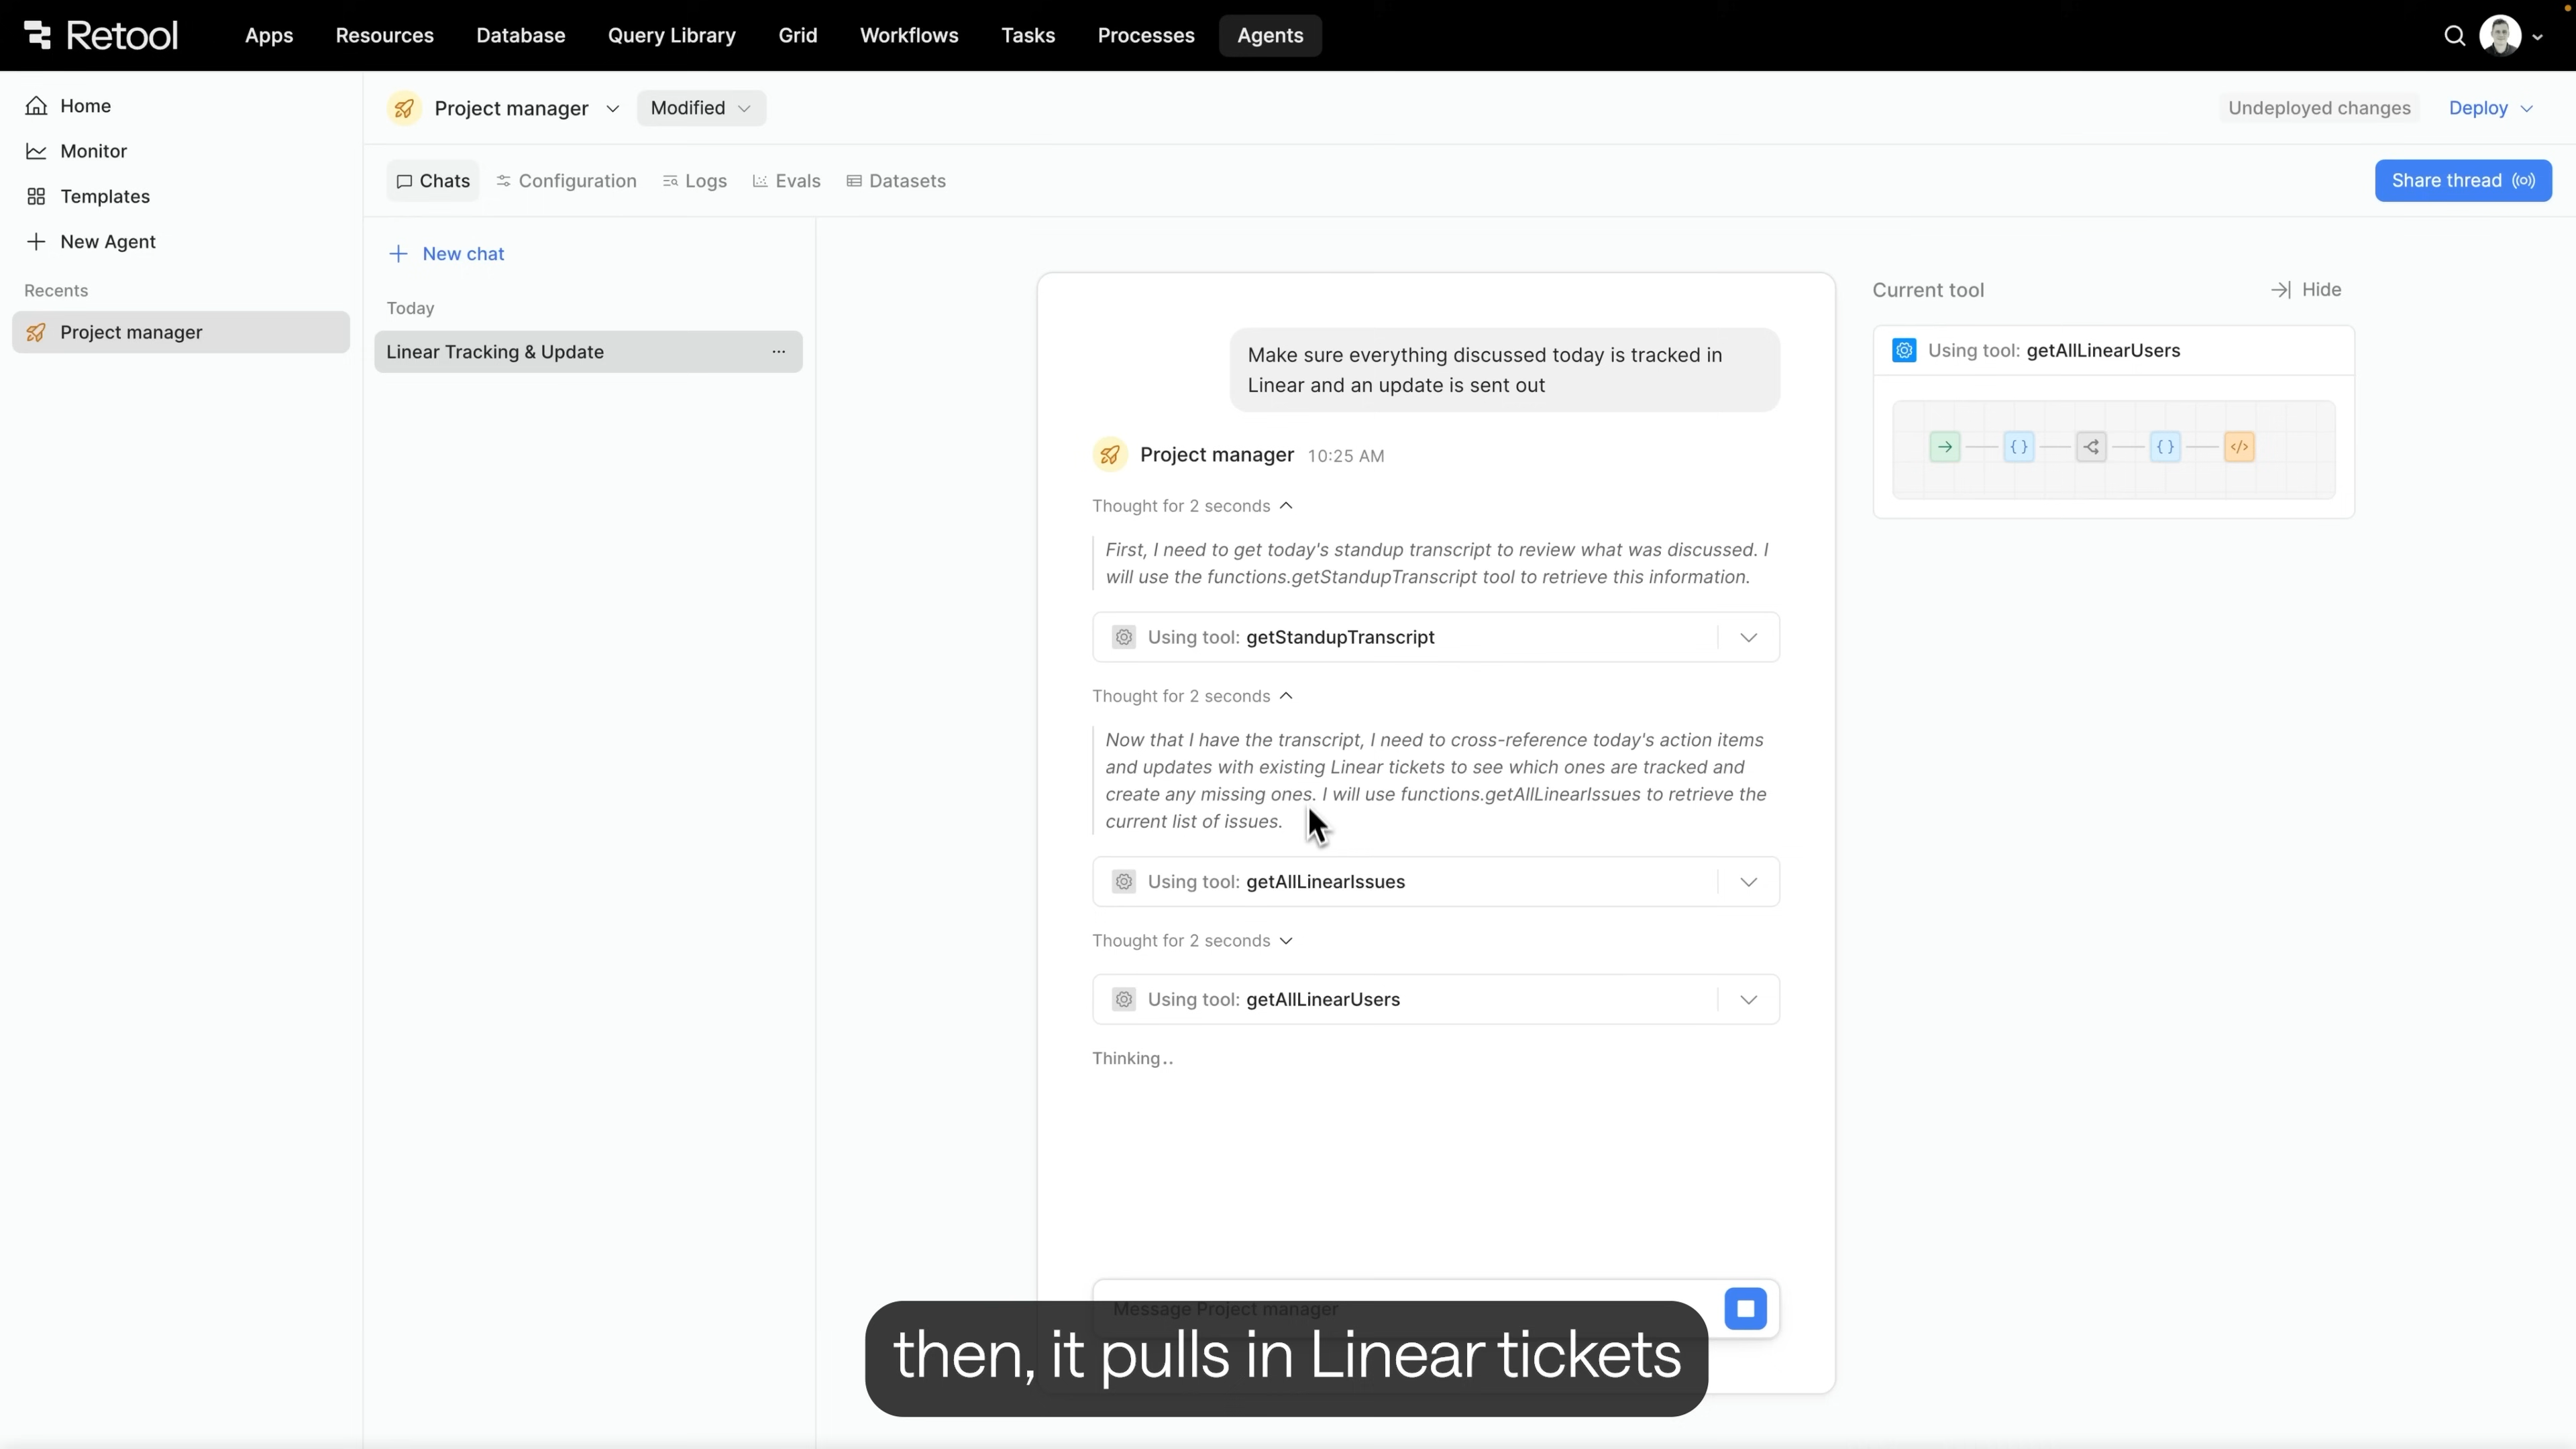 Retool
Apps
Resources
Database
Query Library
Grid
Workflows
Tasks
Processes
Agents
Home
Monitor
Templates
New Agent
Recents
Project manager
Project manager
Modified
Undeployed changes
Deploy
Chats
Configuration
Logs
Evals
Datasets
Share thread
New chat
Today
Linear Tracking & Update
...
Make sure everything discussed today is tracked in
Linear and an update is sent out
Project manager 10:25 AM
Thought for 2 seconds
First, I need to get today's standup transcript to review what was discussed. I
will use the functions.getStandupTranscript tool to retrieve this information.
Using tool: getStandupTranscript
Thought for 2 seconds
Now that I have the transcript, I need to cross-reference today's action items
and updates with existing Linear tickets to see which ones are tracked and
create any missing ones. I will use functions.getAllLinearIssues to retrieve the
current list of issues.
Using tool: getAllLinearIssues
Thought for 2 seconds
Using tool: getAllLinearUsers
Thinking..
Message Project manager
then, it pulls in Linear tickets
Current tool
Hide
Using tool: getAllLinearUsers
{ }
{ }
</>